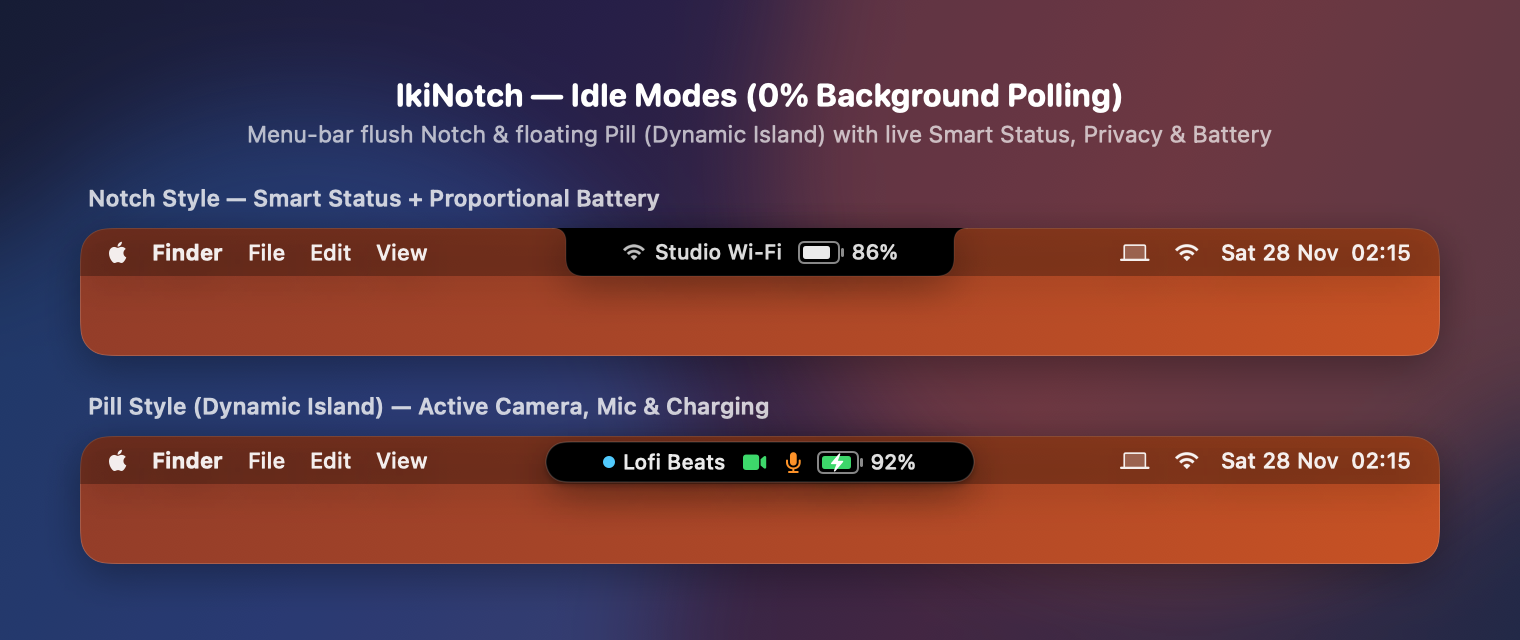 IkiNotch — Idle Modes (0% Background Polling)
Menu-bar flush Notch & floating Pill (Dynamic Island) with live Smart Status, Privacy & Battery
Notch Style — Smart Status + Proportional Battery
Finder File Edit View Studio Wi-Fi 86% Sat 28 Nov 02:15
Pill Style (Dynamic Island) — Active Camera, Mic & Charging
Finder File Edit View Lofi Beats 92% Sat 28 Nov 02:15